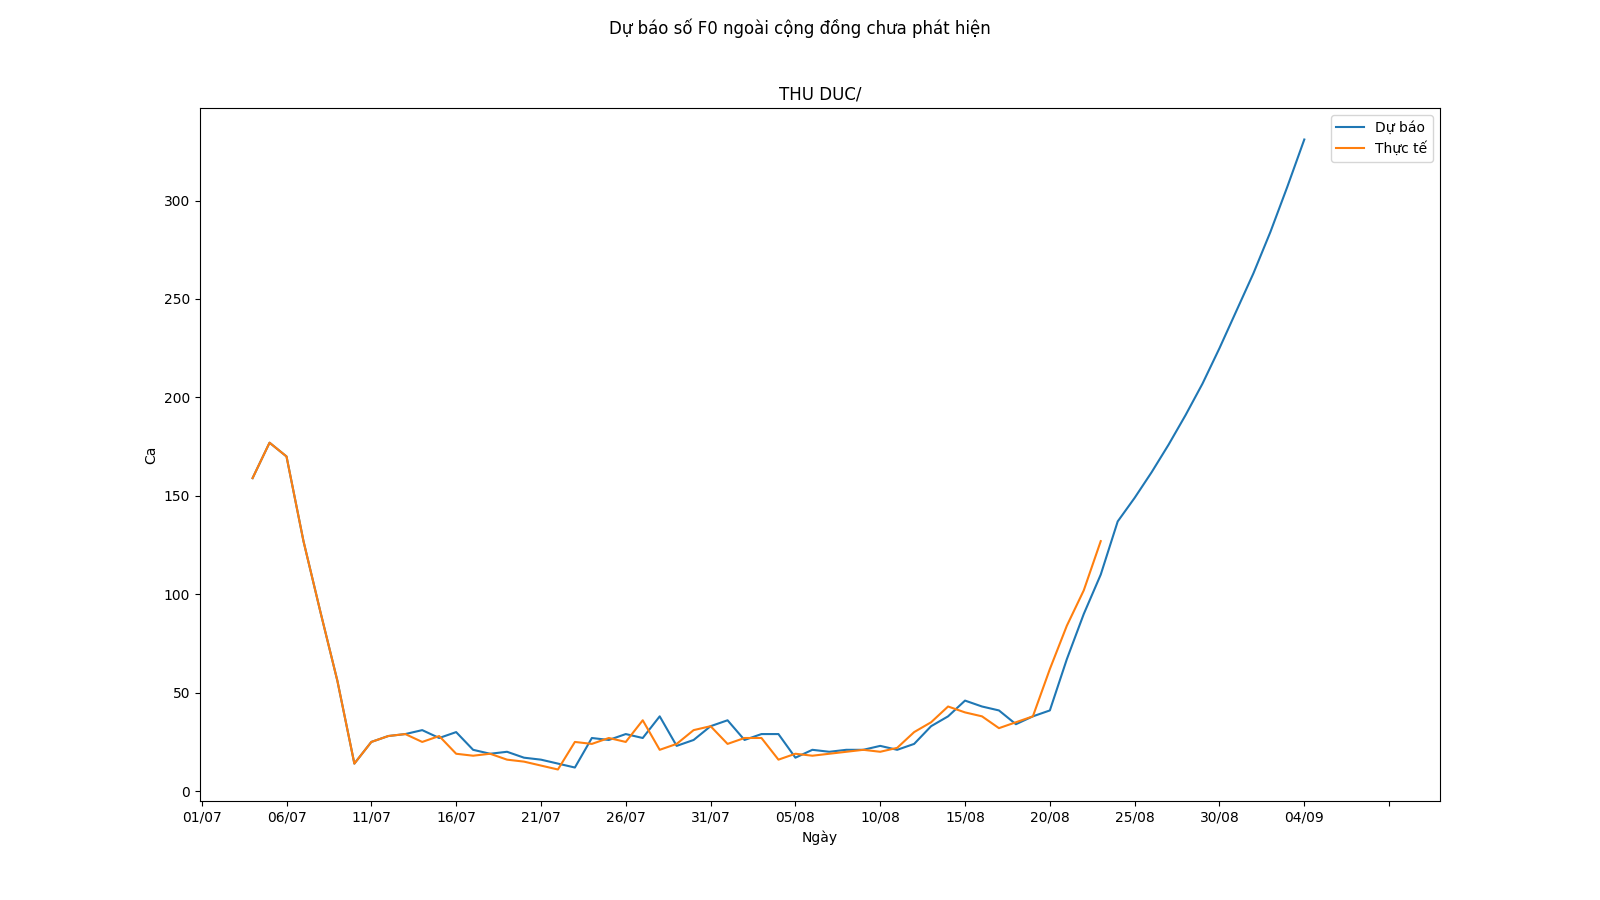 Dự báo số F0 ngoài cộng đồng chưa phát hiện
THU DUC/
Dự báo
Thực tế
300
250
200
150
100
50
0
Ca
01/07 06/07 11/07 16/07 21/07 26/07 31/07 05/08 10/08 15/08 20/08 25/08 30/08 04/09
Ngày